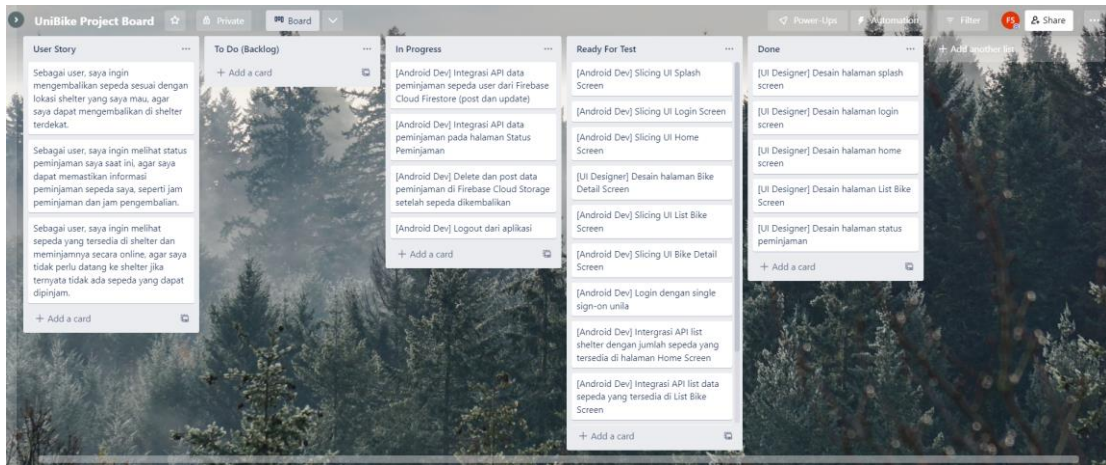 UniBike Project Board
Private
Board
Power-Ups
Automation
Filter
FS
Share
User Story
Sebagai user, saya ingin
mengembalikan sepeda sesuai dengan
lokasi shelter yang saya mau, agar
saya dapat mengembalikan di shelter
terdekat.
Sebagai user, saya ingin melihat status
peminjaman saya saat ini, agar saya
dapat memastikan informasi
peminjaman sepeda saya, seperti jam
peminjaman dan jam pengembalian.
Sebagai user, saya ingin melihat
sepeda yang tersedia di shelter dan
meminjamnya secara online, agar saya
tidak perlu datang ke shelter jika
ternyata tidak ada sepeda yang dapat
dipinjam.
+ Add a card
To Do (Backlog)
+ Add a card
In Progress
[Android Dev] Integrasi API data
peminjaman sepeda user dari Firebase
Cloud Firestore (post dan update)
[Android Dev] Integrasi API data
peminjaman pada halaman Status
Peminjaman
[Android Dev] Delete dan post data
peminjaman di Firebase Cloud Storage
setelah sepeda dikembalikan
[Android Dev] Logout dari aplikasi
+ Add a card
Ready For Test
[Android Dev] Slicing UI Splash
Screen
[Android Dev] Slicing UI Login Screen
[Android Dev] Slicing UI Home
Screen
[UI Designer] Desain halaman Bike
Detail Screen
[Android Dev] Slicing UI List Bike
Screen
[Android Dev] Slicing UI Bike Detail
Screen
[Android Dev] Login dengan single
sign-on unila
[Android Dev] Intergrasi API list
shelter dengan jumlah sepeda yang
tersedia di halaman Home Screen
[Android Dev] Integrasi API list data
sepeda yang tersedia di List Bike
Screen
+ Add a card
Done
[UI Designer] Desain halaman splash
screen
[UI Designer] Desain halaman login
screen
[UI Designer] Desain halaman home
screen
[UI Designer] Desain halaman List Bike
Screen
[UI Designer] Desain halaman status
peminjaman
+ Add a card
+ Add another list